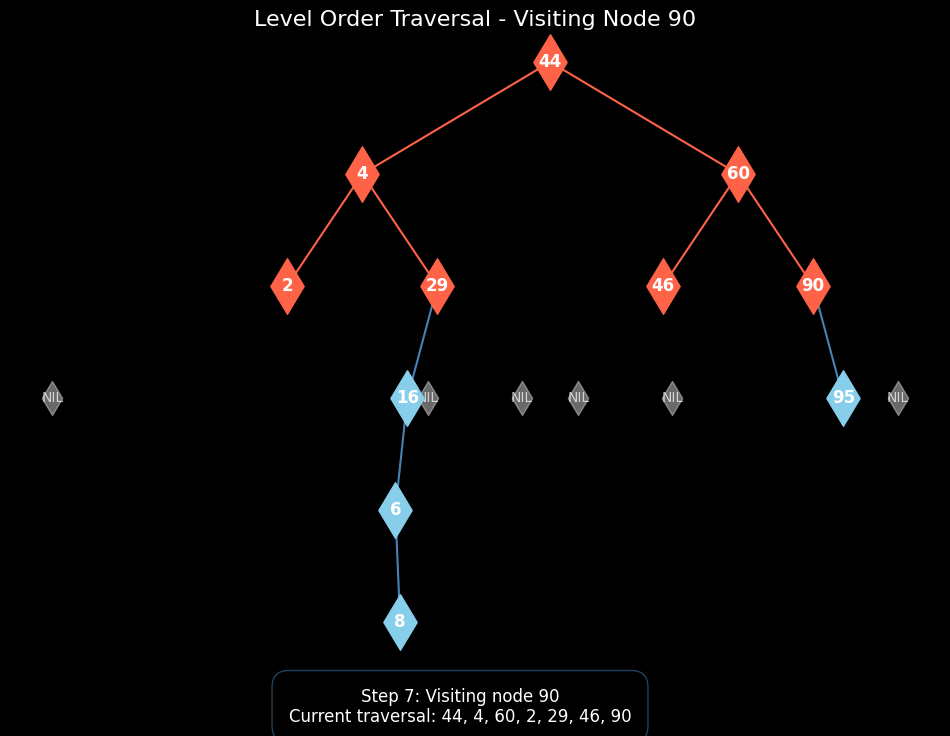 Level Order Traversal - Visiting Node 90
44
4
60
2
29
46
90
NIL
16
NIL
NIL
NIL
NIL
95
NIL
6
8
Step 7: Visiting node 90
Current traversal: 44, 4, 60, 2, 29, 46, 90